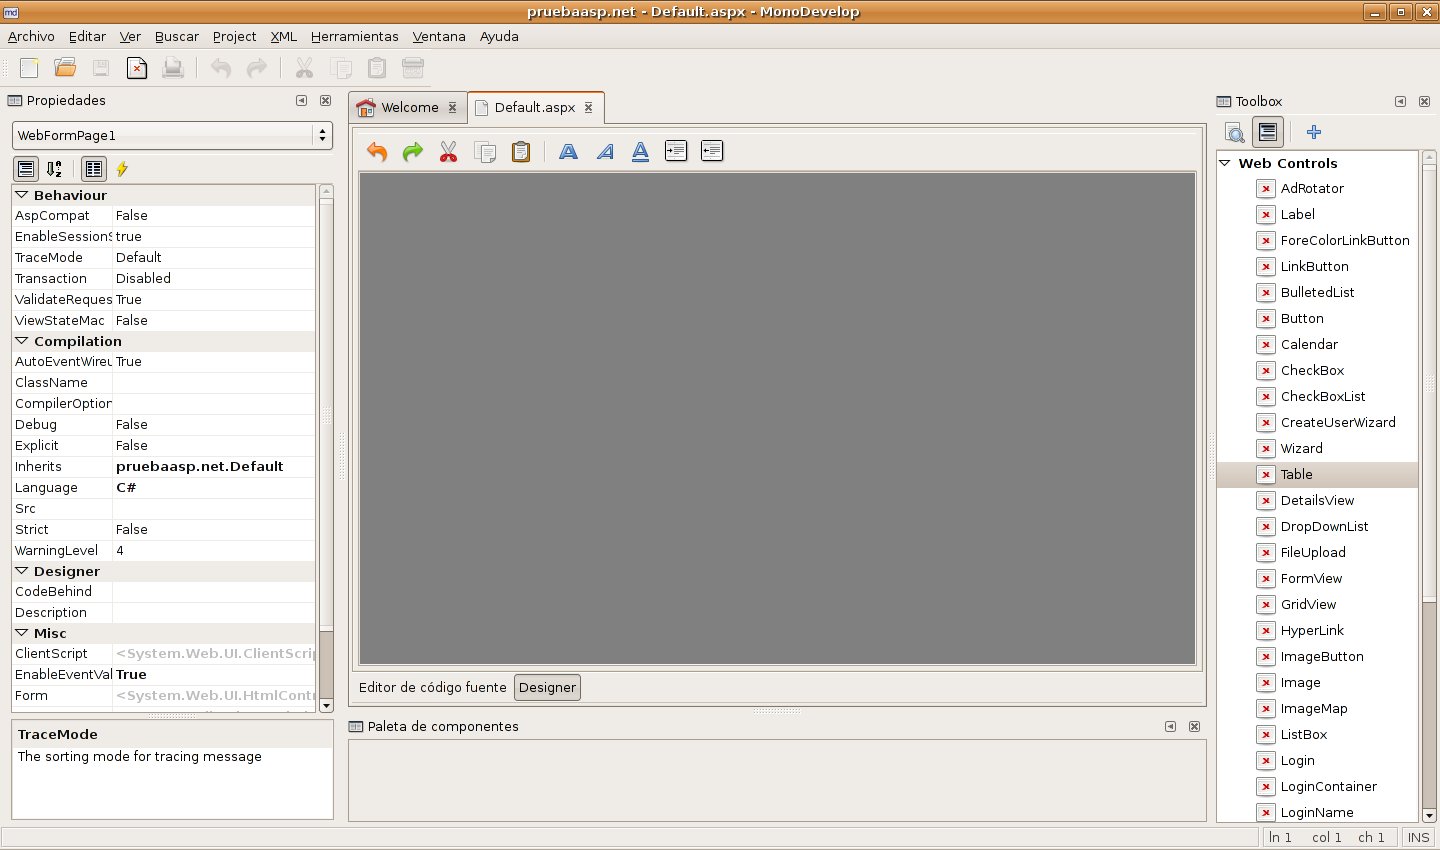 pruebaasp.net - Default.aspx - MonoDevelop
Archivo Editar Ver Buscar Project XML Herramientas Ventana Ayuda
Propiedades
WebFormPage1
Behaviour
AspCompat False
EnableSessionS true
TraceMode Default
Transaction Disabled
ValidateReques True
ViewStateMac False
Compilation
AutoEventWireu True
ClassName
CompilerOption
Debug False
Explicit False
Inherits pruebaasp.net.Default
Language C#
Src
Strict False
WarningLevel 4
Designer
CodeBehind
Description
Misc
ClientScript <System.Web.UI.ClientScrip
EnableEventVal True
Form <System.Web.UI.HtmlContr
TraceMode
The sorting mode for tracing message
Welcome Default.aspx
A A A
Editor de código fuente Designer
Paleta de componentes
Toolbox
Web Controls
AdRotator
Label
ForeColorLinkButton
LinkButton
BulletedList
Button
Calendar
CheckBox
CheckBoxList
CreateUserWizard
Wizard
Table
DetailsView
DropDownList
FileUpload
FormView
GridView
HyperLink
ImageButton
Image
ImageMap
ListBox
Login
LoginContainer
LoginName
ln 1 col 1 ch 1 INS